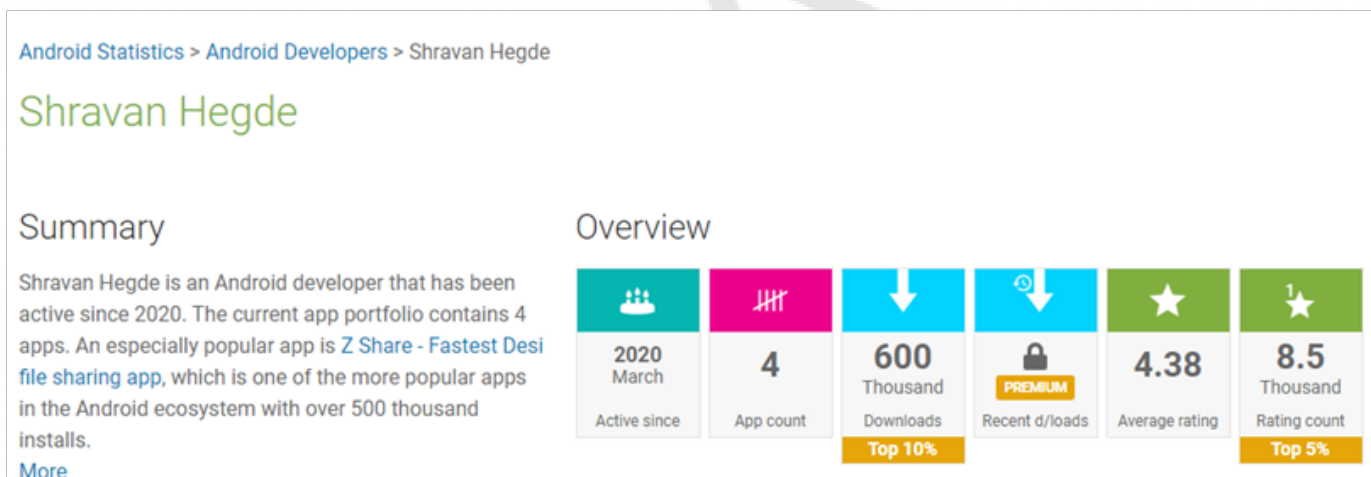 Android Statistics > Android Developers > Shravan Hegde
Shravan Hegde
Summary
Shravan Hegde is an Android developer that has been
active since 2020. The current app portfolio contains 4
apps. An especially popular app is Z Share - Fastest Desi
file sharing app, which is one of the more popular apps
in the Android ecosystem with over 500 thousand
installs.
More
Overview
2020
March
Active since
4
App count
600
Thousand
Downloads
Top 10%
PREMIUM
Recent d/loads
4.38
Average rating
1
8.5
Thousand
Rating count
Top 5%